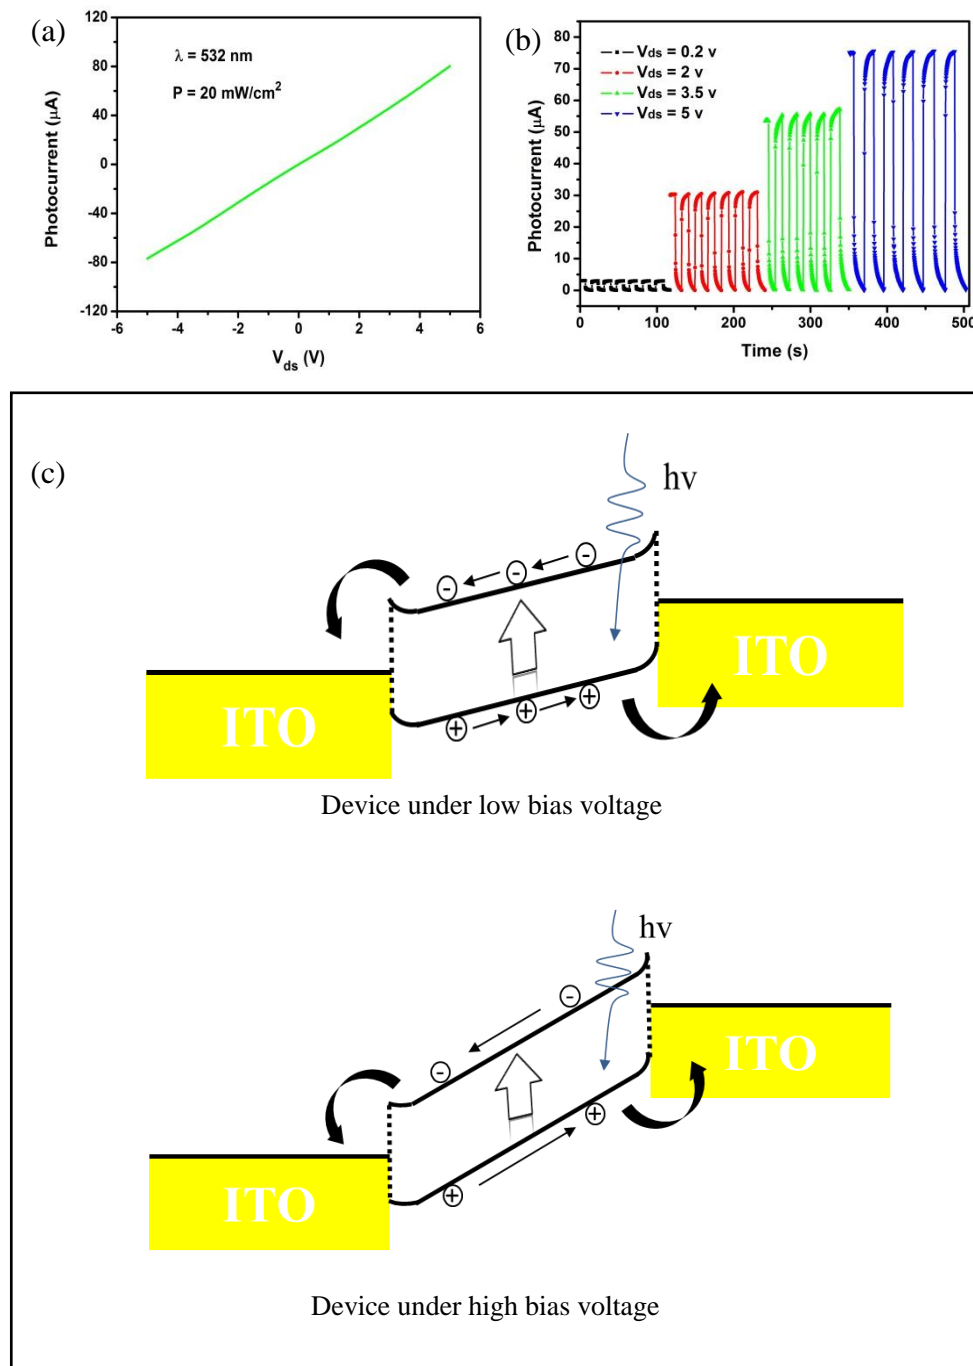 (a)
120
80
40
0
-40
-80
-120
-6
-4
-2
0
2
4
6
Photocurrent (μA)
V_ds (V)
λ = 532 nm
P = 20 mW/cm²
(b)
80
70
60
50
40
30
20
10
0
0
100
200
300
400
500
Photocurrent (μA)
Time (s)
Vds = 0.2 v
Vds = 2 v
Vds = 3.5 v
Vds = 5 v
(c)
hν
ITO
ITO
Device under low bias voltage
hν
ITO
ITO
Device under high bias voltage